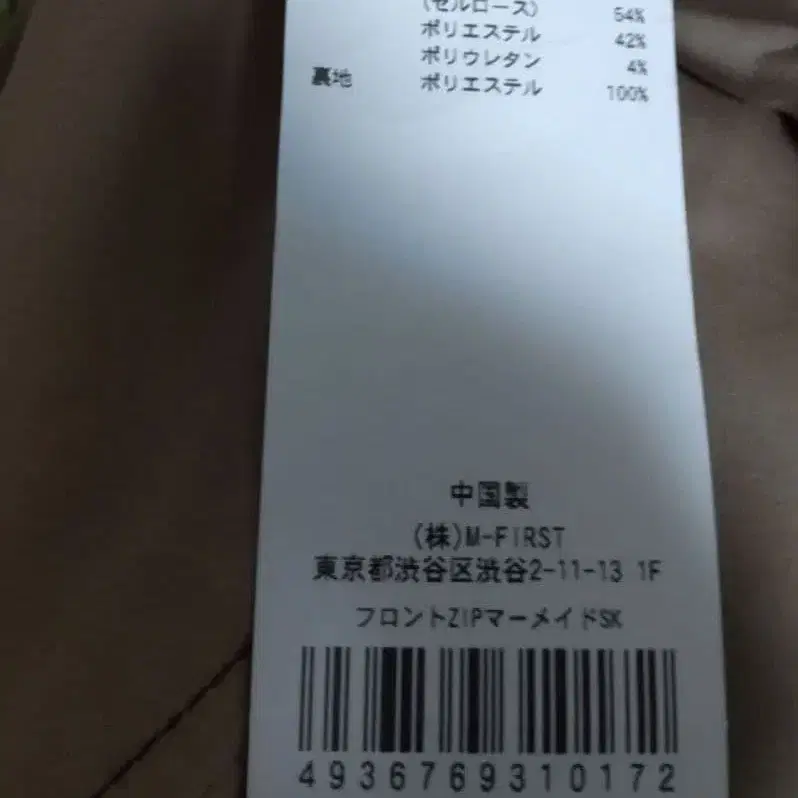 (セルロース) 54%
ポリエステル 42%
ポリウレタン 4%
裏地 ポリエステル 100%
中国製
(株)M-FIRST
東京都渋谷区渋谷2-11-13 1F
フロントZIPマーメイドSK
4936769310172